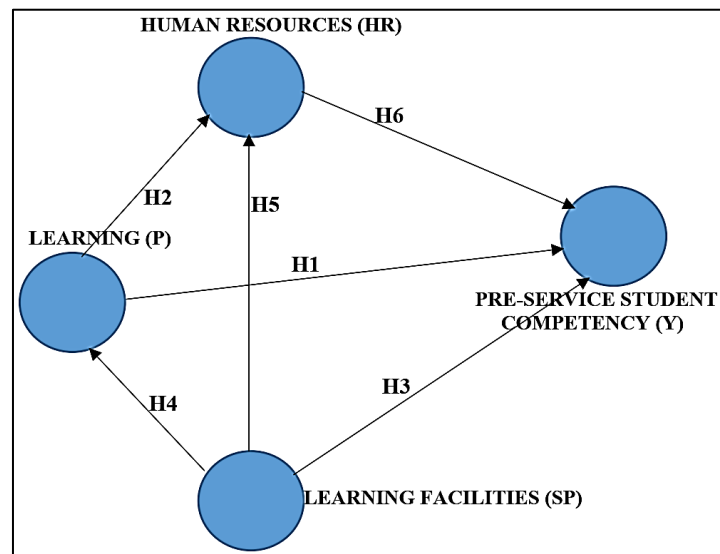 HUMAN RESOURCES (HR)
H6
H2
H5
LEARNING (P)
H1
PRE-SERVICE STUDENT
COMPETENCY (Y)
H3
H4
LEARNING FACILITIES (SP)